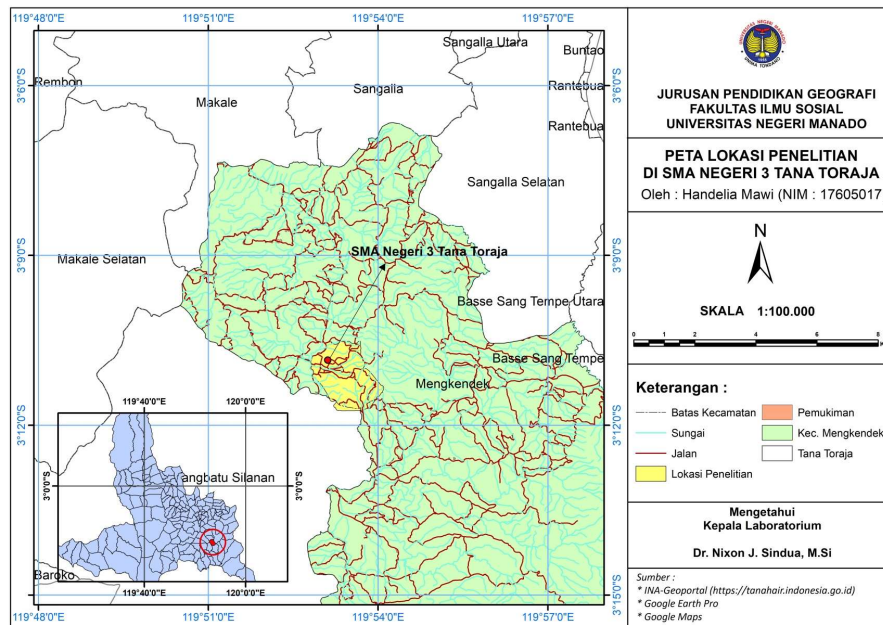 119°48'0"E
119°51'0"E
119°54'0"E
119°57'0"E
3°6'0"S
3°9'0"S
3°12'0"S
3°15'0"S
3°6'0"S
3°9'0"S
3°12'0"S
3°15'0"S
Sangalla Utara
Buntao
Rembon
Sangalla
Rantebua
Makale
Rantebua
Sangalla Selatan
SMA Negeri 3 Tana Toraja
Makale Selatan
Basse Sang Tempe Utara
Basse Sang Tempe
Mengkendek
119°40'0"E
120°0'0"E
angbatu Silanan
3°0'0"S
3°0'0"S
Baroko
119°40'0"E
120°0'0"E
119°48'0"E
119°51'0"E
119°54'0"E
119°57'0"E
UNIVERSITAS NEGERI MANADO
UNIMA TONDANO
JURUSAN PENDIDIKAN GEOGRAFI
FAKULTAS ILMU SOSIAL
UNIVERSITAS NEGERI MANADO
PETA LOKASI PENELITIAN
DI SMA NEGERI 3 TANA TORAJA
Oleh : Handelia Mawi (NIM : 17605017
N
SKALA 1:100.000
0 1 2 4 6 8
Keterangan :
Batas Kecamatan
Sungai
Jalan
Lokasi Penelitian
Pemukiman
Kec. Mengkendek
Tana Toraja
Mengetahui
Kepala Laboratorium
Dr. Nixon J. Sindua, M.Si
Sumber :
* INA-Geoportal (https://tanahair.indonesia.go.id)
* Google Earth Pro
* Google Maps